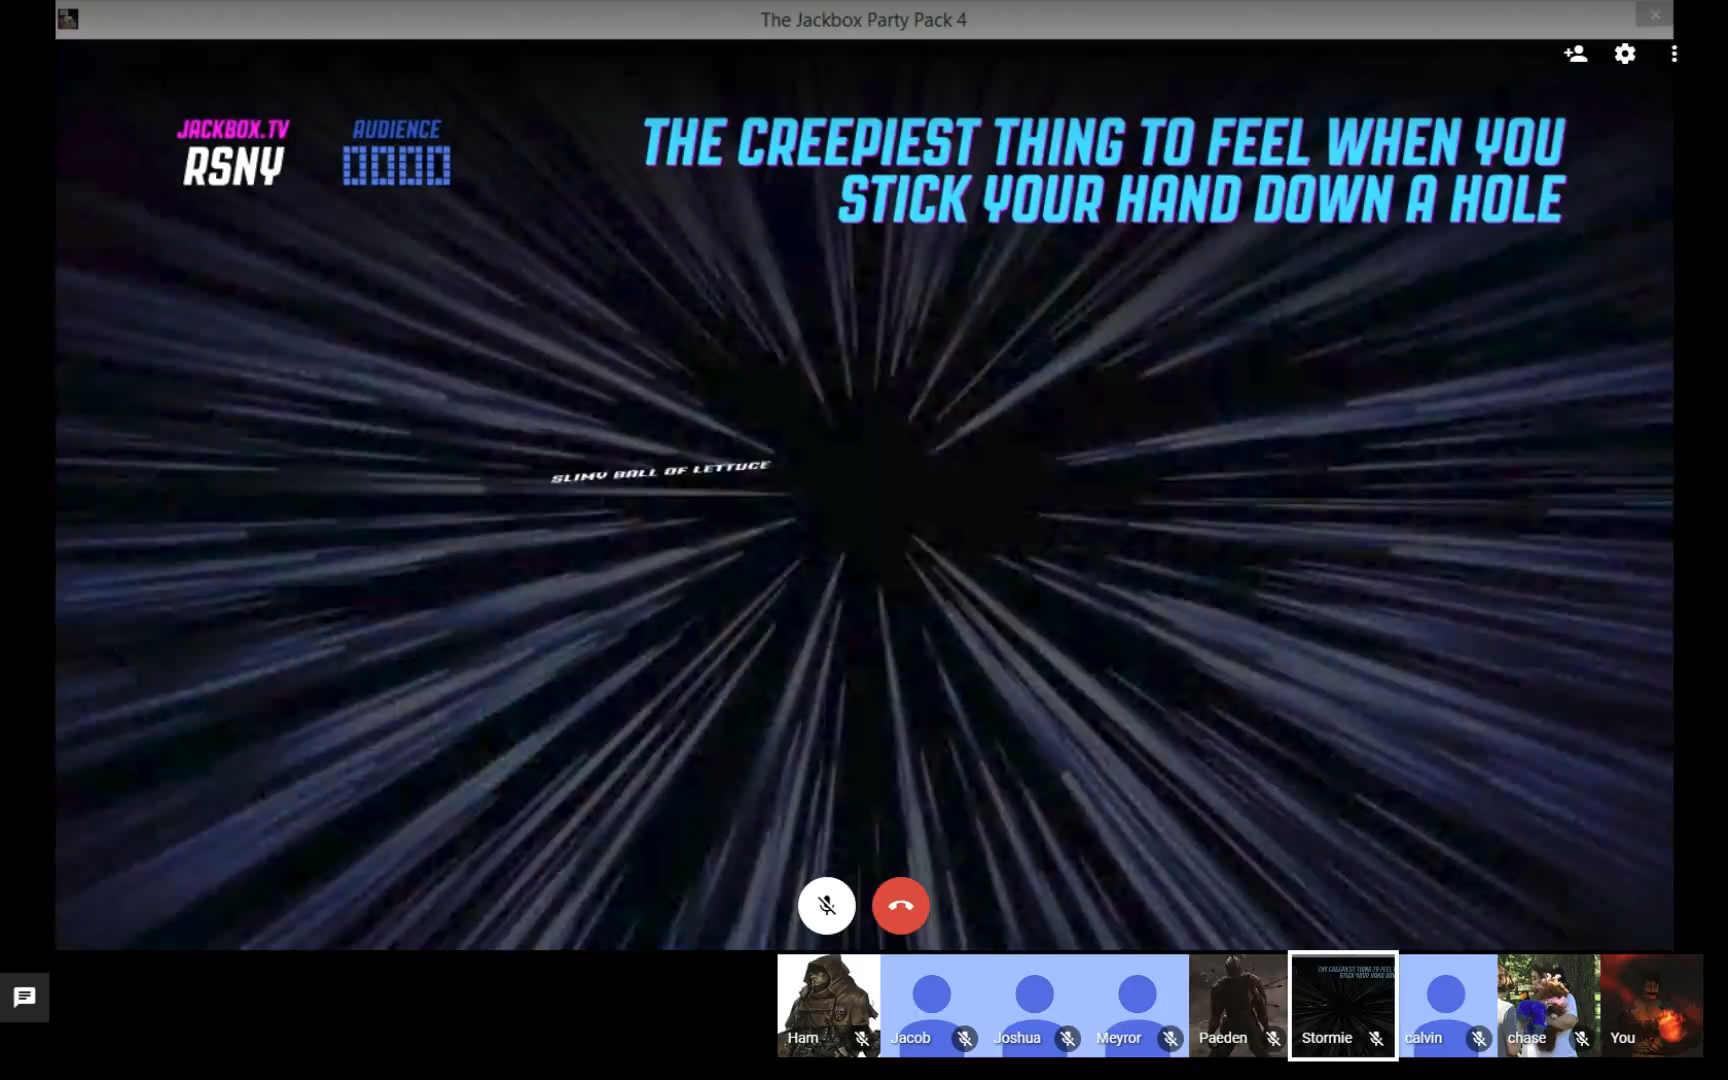 The Jackbox Party Pack 4
JACKBOX.TV
RSNY
AUDIENCE
0000
THE CREEPIEST THING TO FEEL WHEN YOU
STICK YOUR HAND DOWN A HOLE
SLIMY BALL OF LETTUCE
Ham
Jacob
Joshua
Meyror
Paeden
Stormie
calvin
chase
You